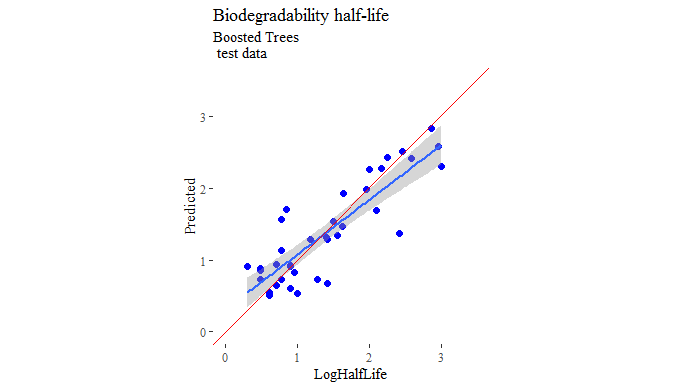 Biodegradability half-life
Boosted Trees
test data
3
2
1
0
Predicted
0 1 2 3
LogHalfLife